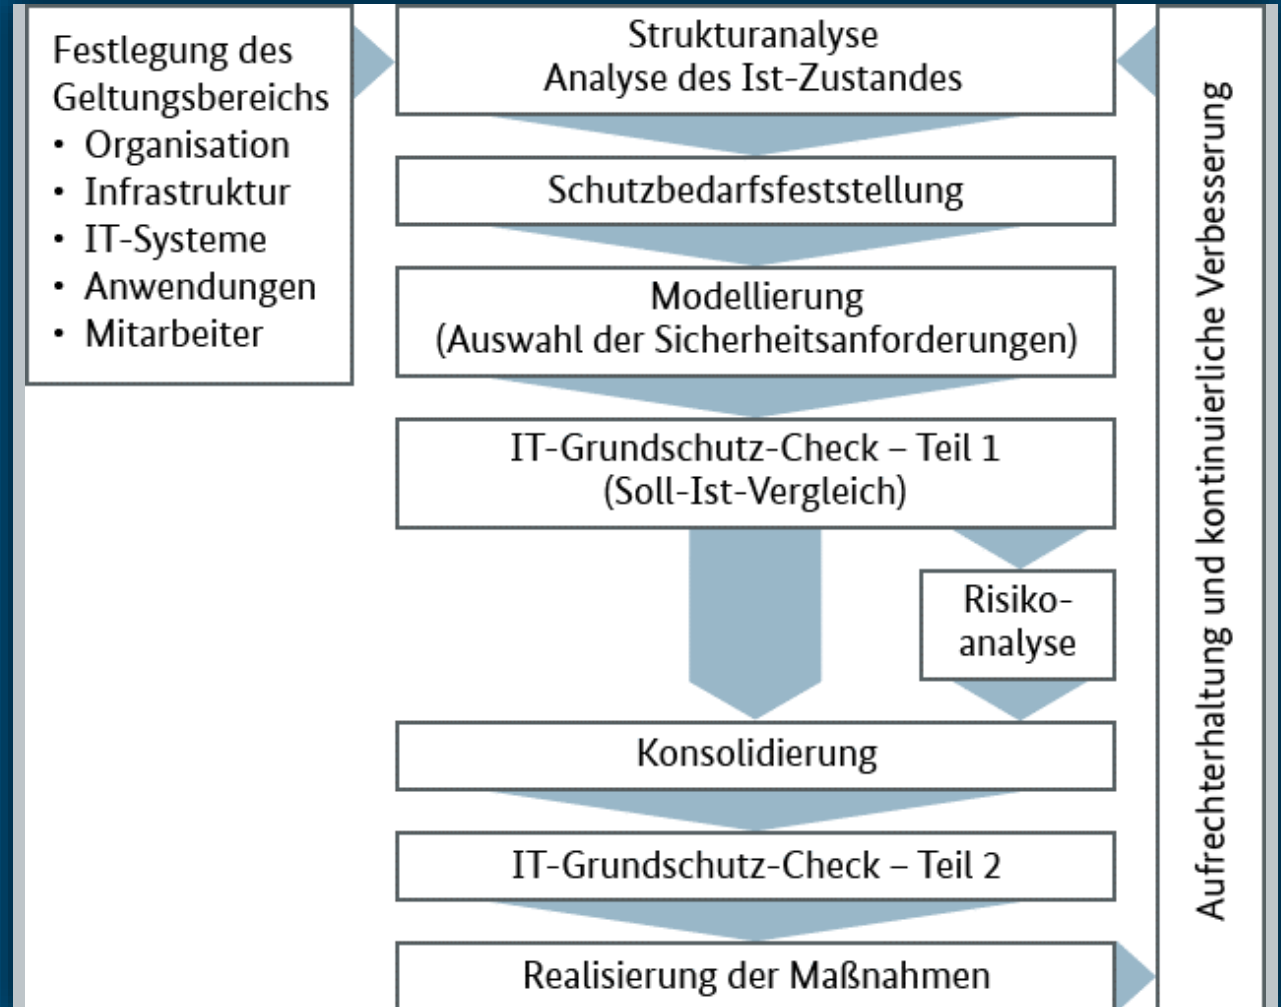 Festlegung des
Geltungsbereichs
• Organisation
• Infrastruktur
• IT-Systeme
• Anwendungen
• Mitarbeiter
Strukturanalyse
Analyse des Ist-Zustandes
Schutzbedarfsfeststellung
Modellierung
(Auswahl der Sicherheitsanforderungen)
IT-Grundschutz-Check – Teil 1
(Soll-Ist-Vergleich)
Risiko-
analyse
Konsolidierung
IT-Grundschutz-Check – Teil 2
Realisierung der Maßnahmen
Aufrechterhaltung und kontinuierliche Verbesserung